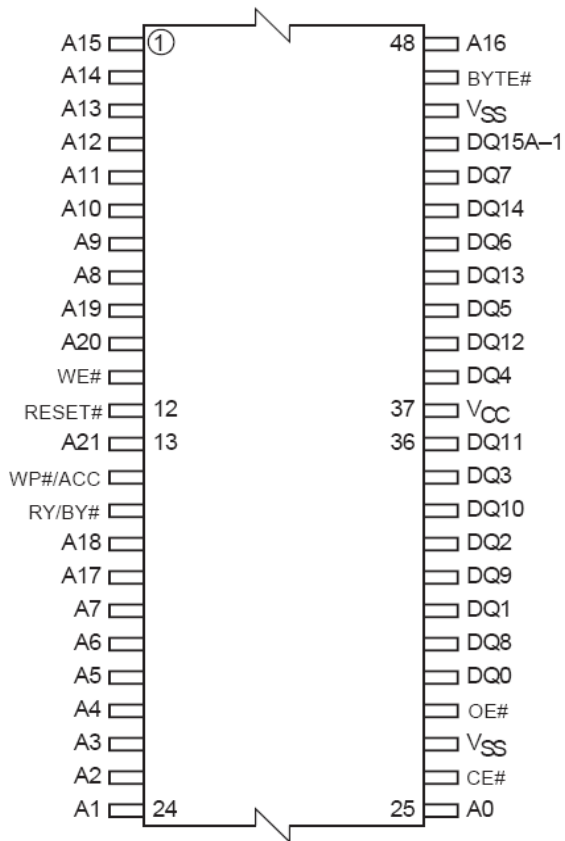 A15 ① 48 A16
A14 BYTE#
A13 VSS
A12 DQ15A–1
A11 DQ7
A10 DQ14
A9 DQ6
A8 DQ13
A19 DQ5
A20 DQ12
WE# DQ4
RESET# 12 37 VCC
A21 13 36 DQ11
WP#/ACC DQ3
RY/BY# DQ10
A18 DQ2
A17 DQ9
A7 DQ1
A6 DQ8
A5 DQ0
A4 OE#
A3 VSS
A2 CE#
A1 24 25 A0